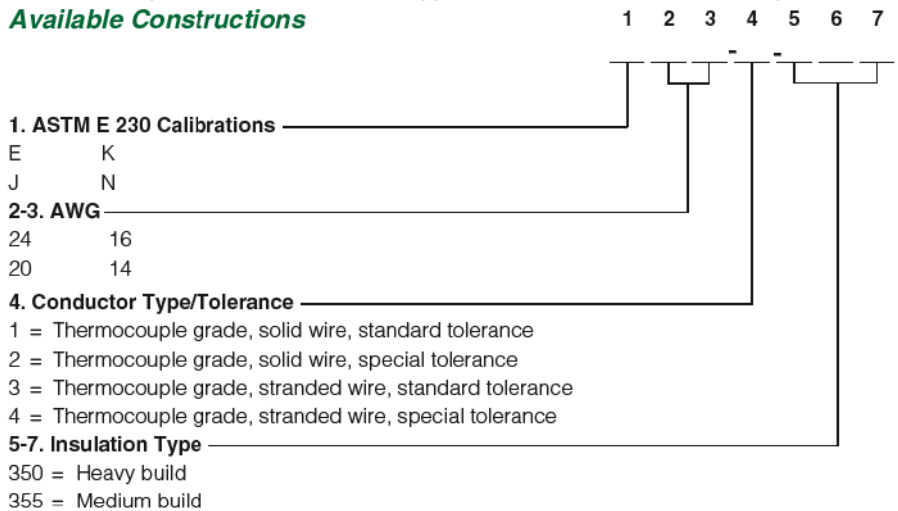 Available Constructions 1 2 3 4 5 6 7
- -
1. ASTM E 230 Calibrations
E K
J N
2-3. AWG
24 16
20 14
4. Conductor Type/Tolerance
1 = Thermocouple grade, solid wire, standard tolerance
2 = Thermocouple grade, solid wire, special tolerance
3 = Thermocouple grade, stranded wire, standard tolerance
4 = Thermocouple grade, stranded wire, special tolerance
5-7. Insulation Type
350 = Heavy build
355 = Medium build